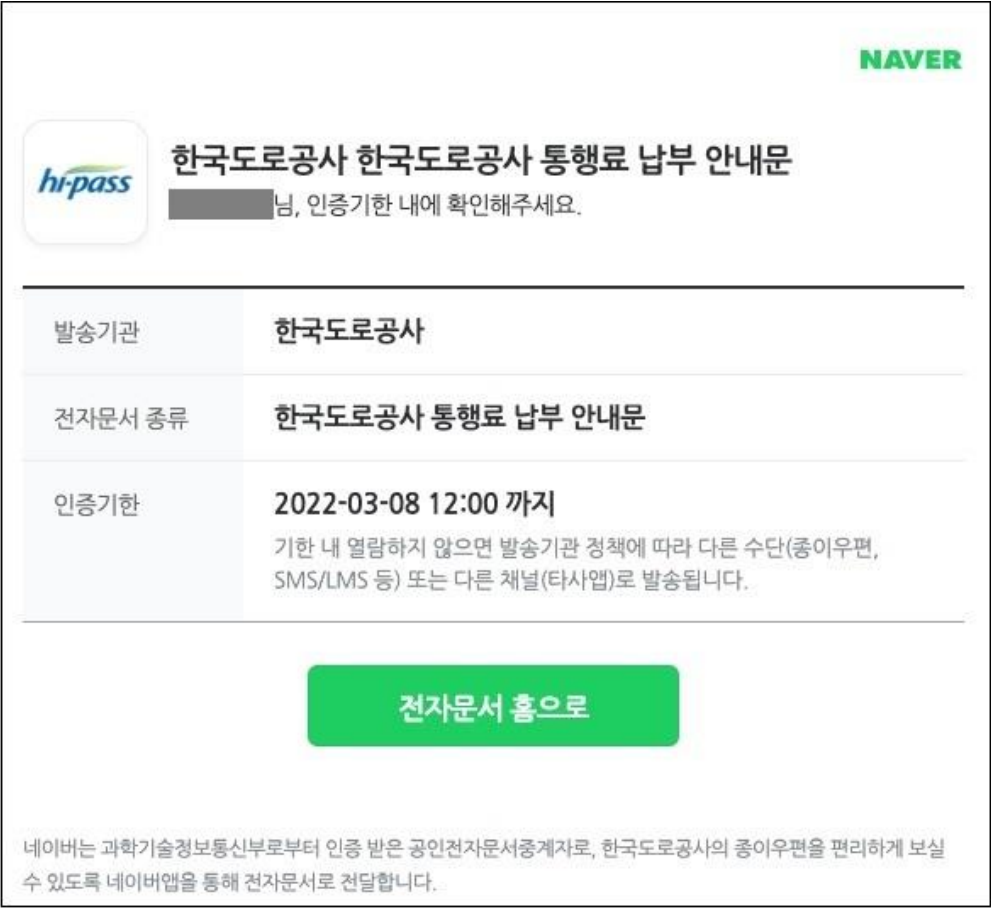 NAVER
hi-pass
한국도로공사 한국도로공사 통행료 납부 안내문
님, 인증기한 내에 확인해주세요.
발송기관
한국도로공사
전자문서 종류
한국도로공사 통행료 납부 안내문
인증기한
2022-03-08 12:00 까지
기한 내 열람하지 않으면 발송기관 정책에 따라 다른 수단(종이우편,
SMS/LMS 등) 또는 다른 채널(타사앱)로 발송됩니다.
전자문서 홈으로
네이버는 과학기술정보통신부로부터 인증 받은 공인전자문서중계자로, 한국도로공사의 종이우편을 편리하게 보실
수 있도록 네이버앱을 통해 전자문서로 전달합니다.